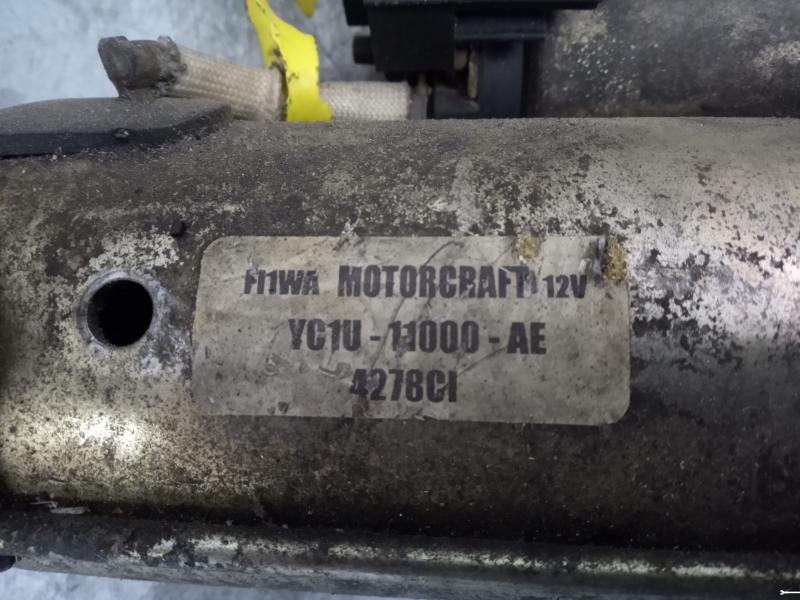 FI1WA MOTORCRAFT 12V
YC1U - 11000 - AE
4278CI